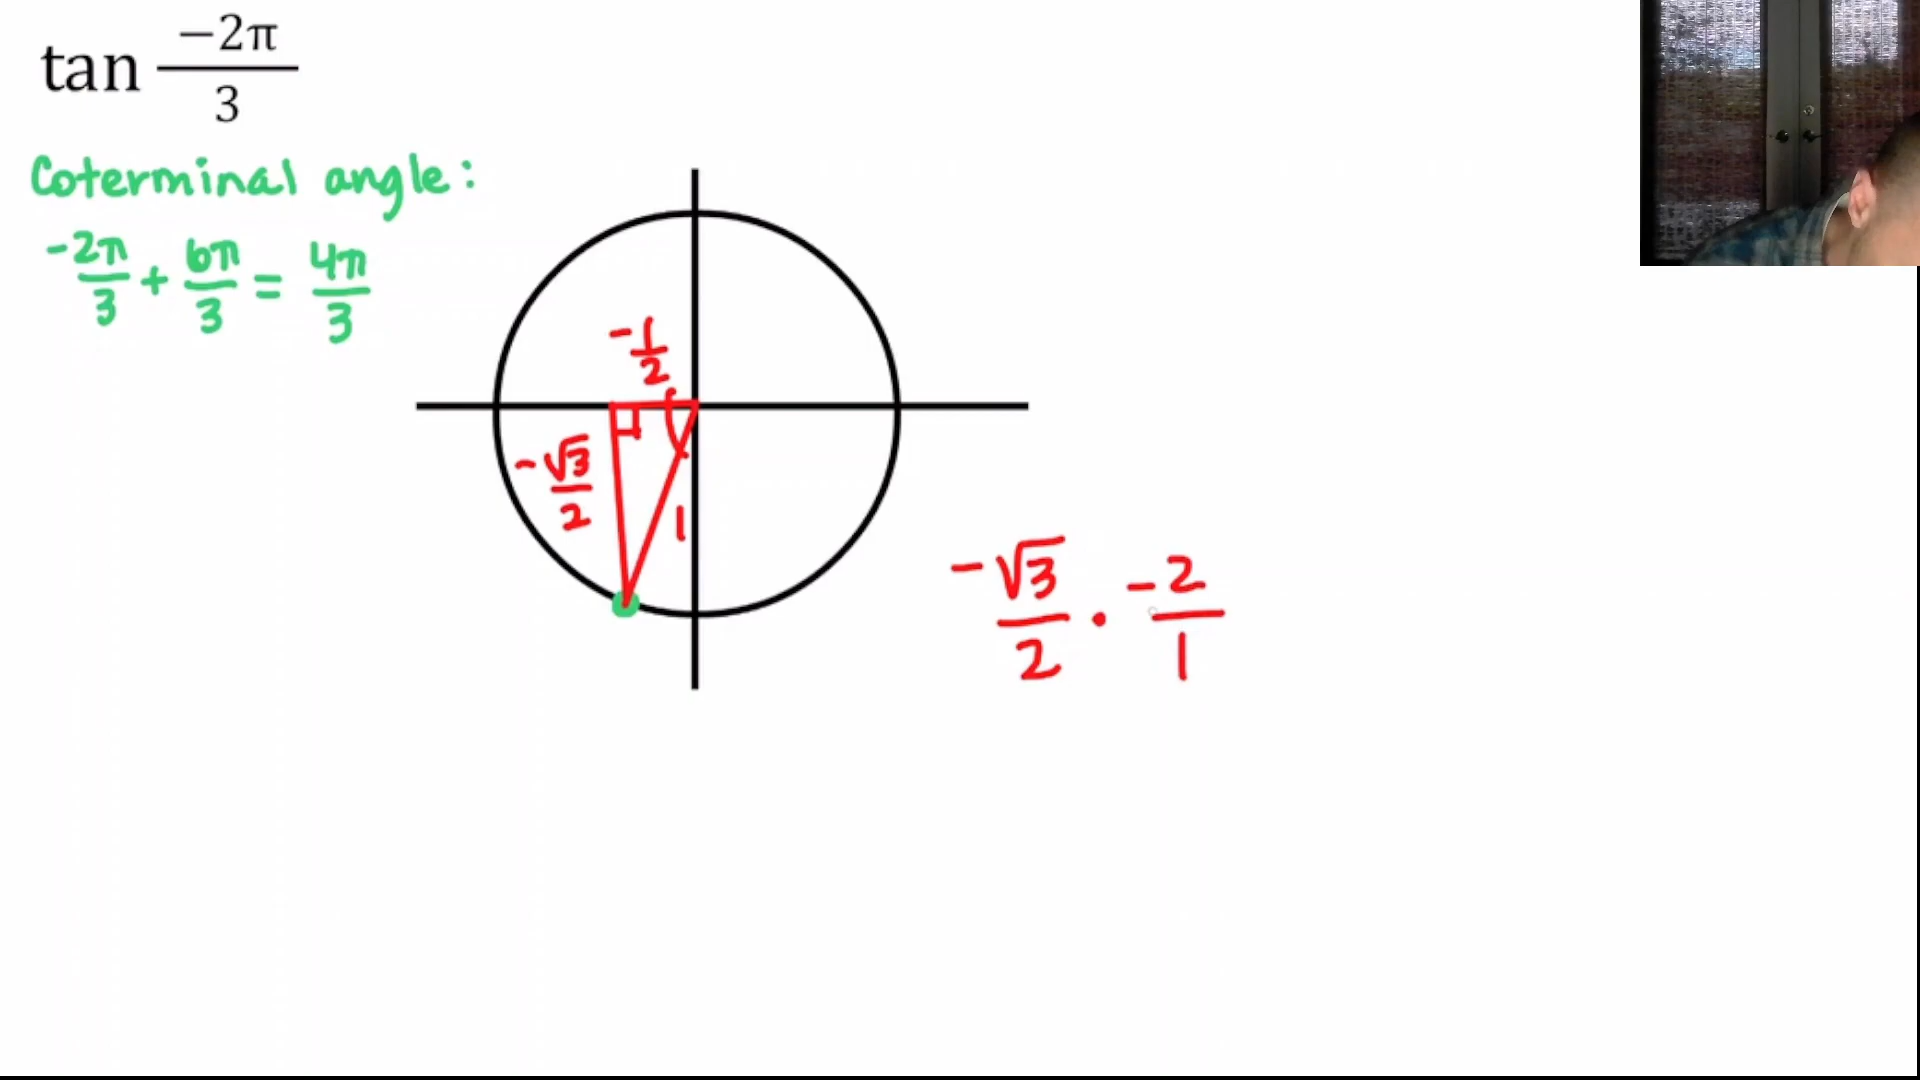 tan −2π/3
Coterminal angle:
-2π/3 + 6π/3 = 4π/3
-1/2
-√3/2
1
-√3/2 · -2/1